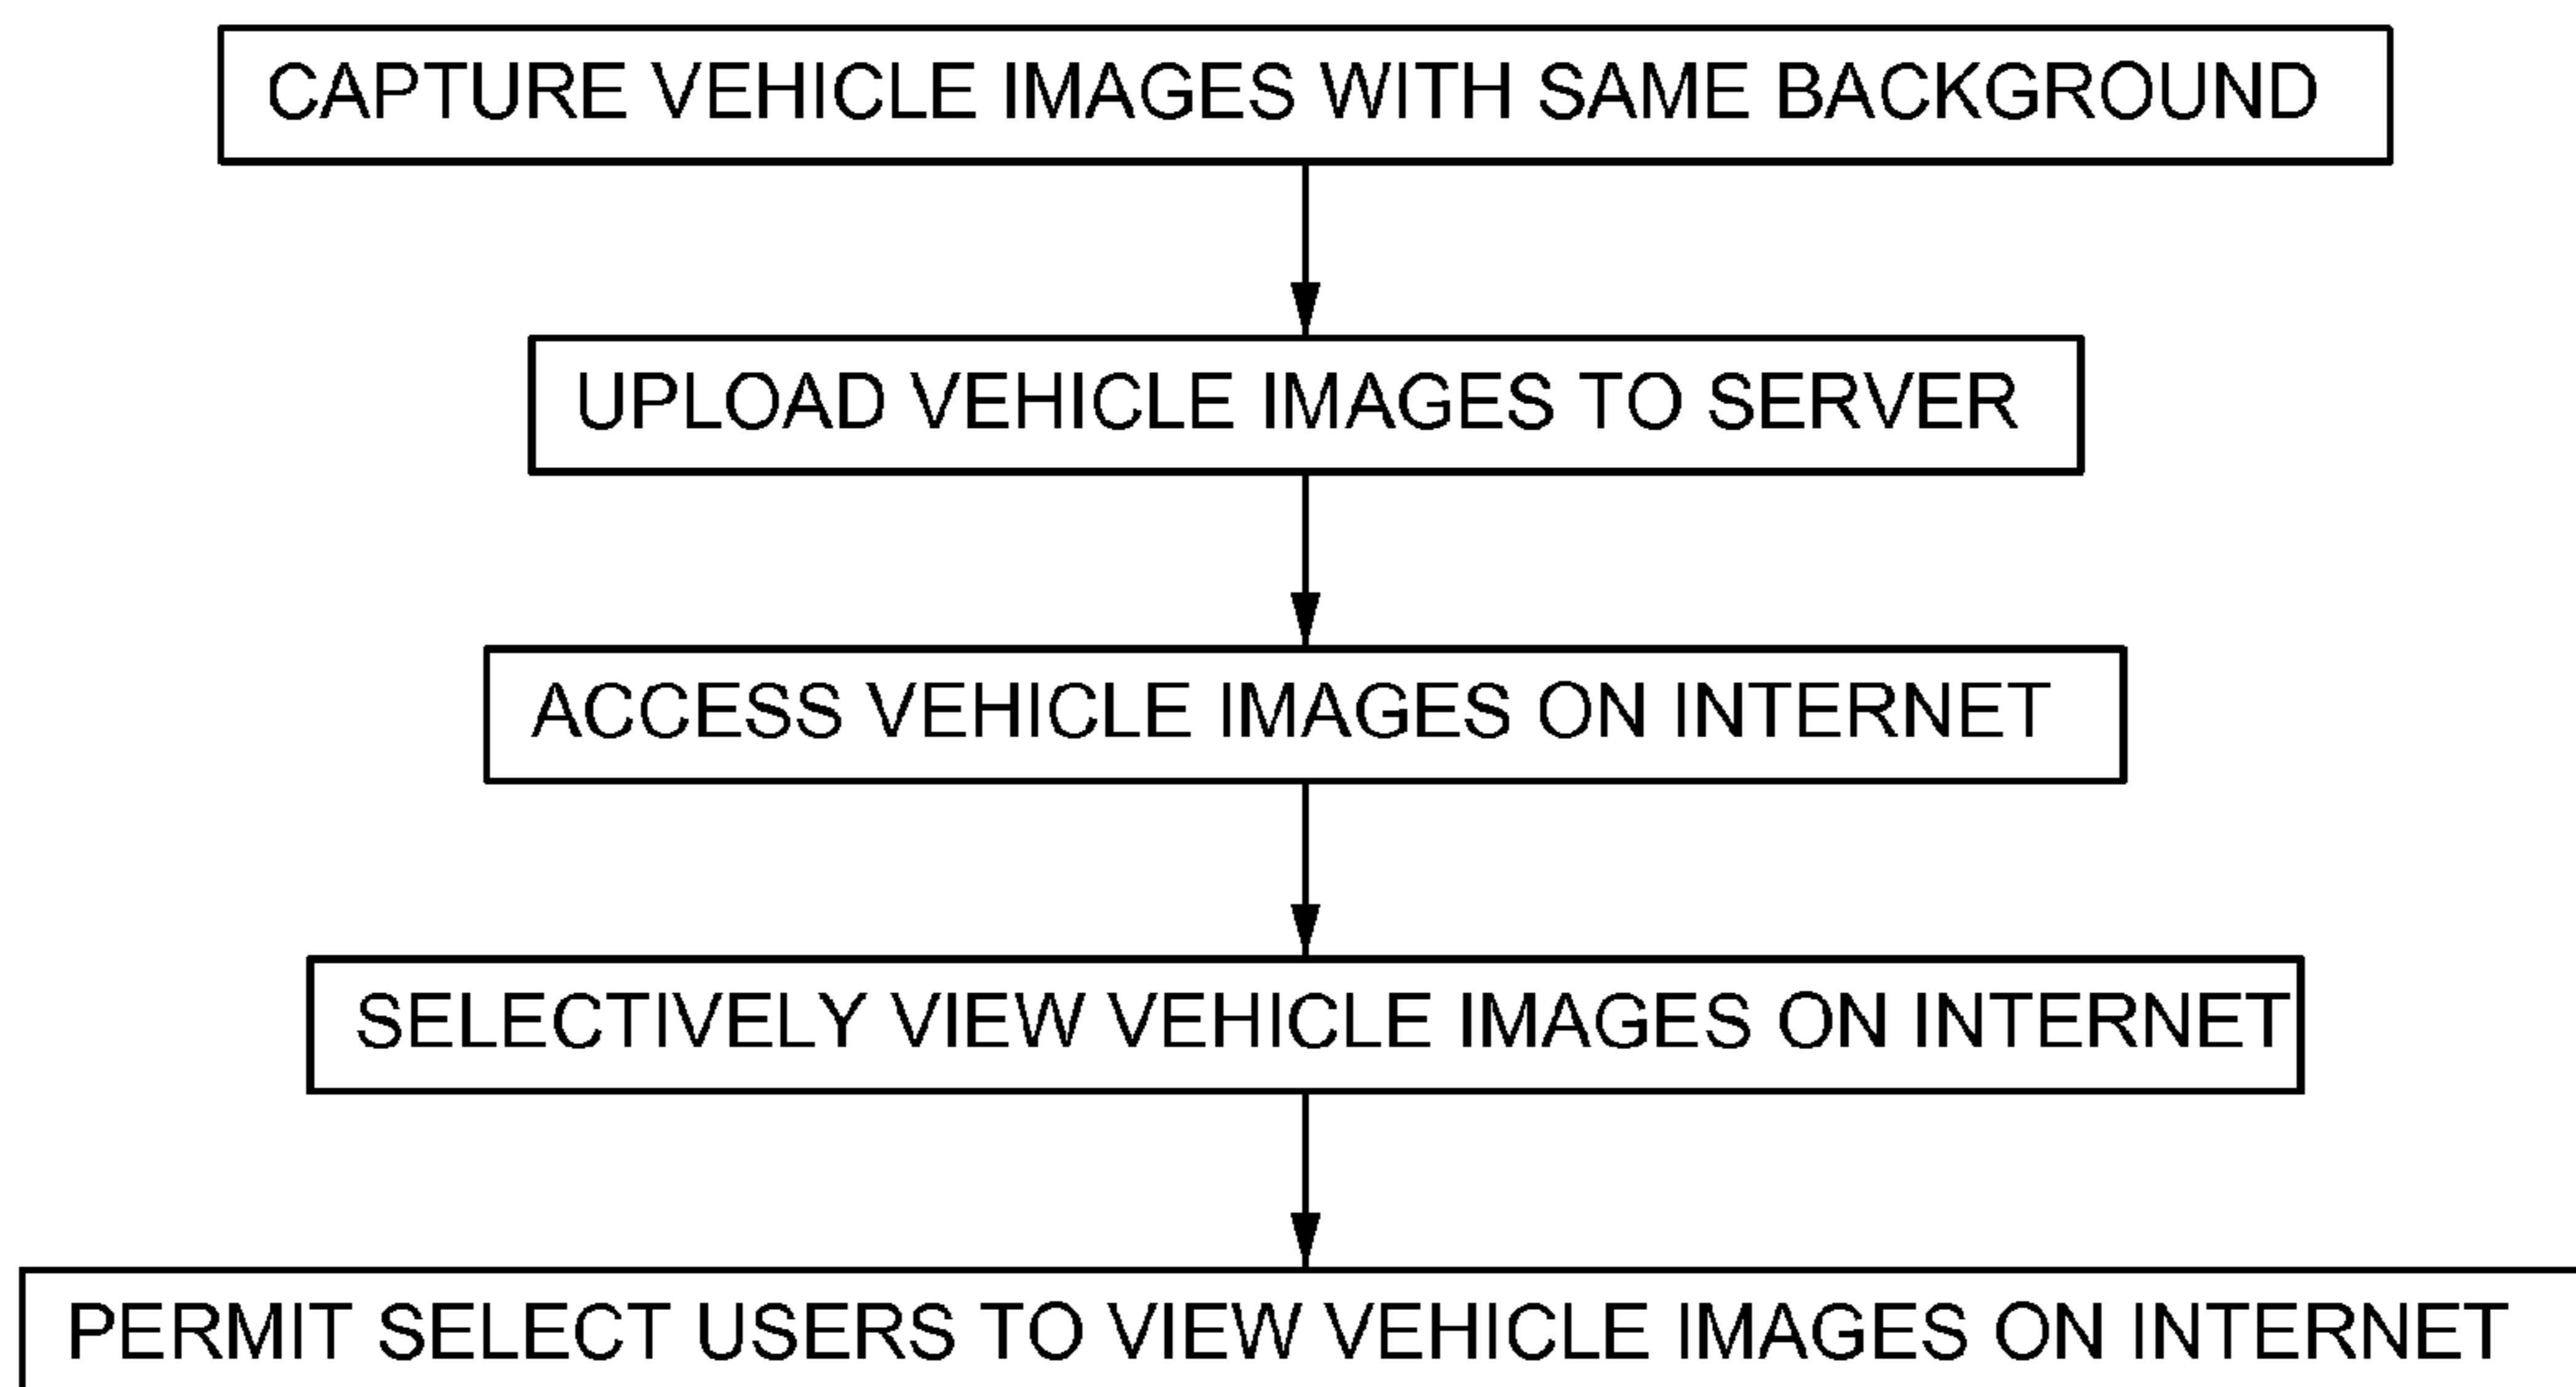 CAPTURE VEHICLE IMAGES WITH SAME BACKGROUND
UPLOAD VEHICLE IMAGES TO SERVER
ACCESS VEHICLE IMAGES ON INTERNET
SELECTIVELY VIEW VEHICLE IMAGES ON INTERNET
PERMIT SELECT USERS TO VIEW VEHICLE IMAGES ON INTERNET